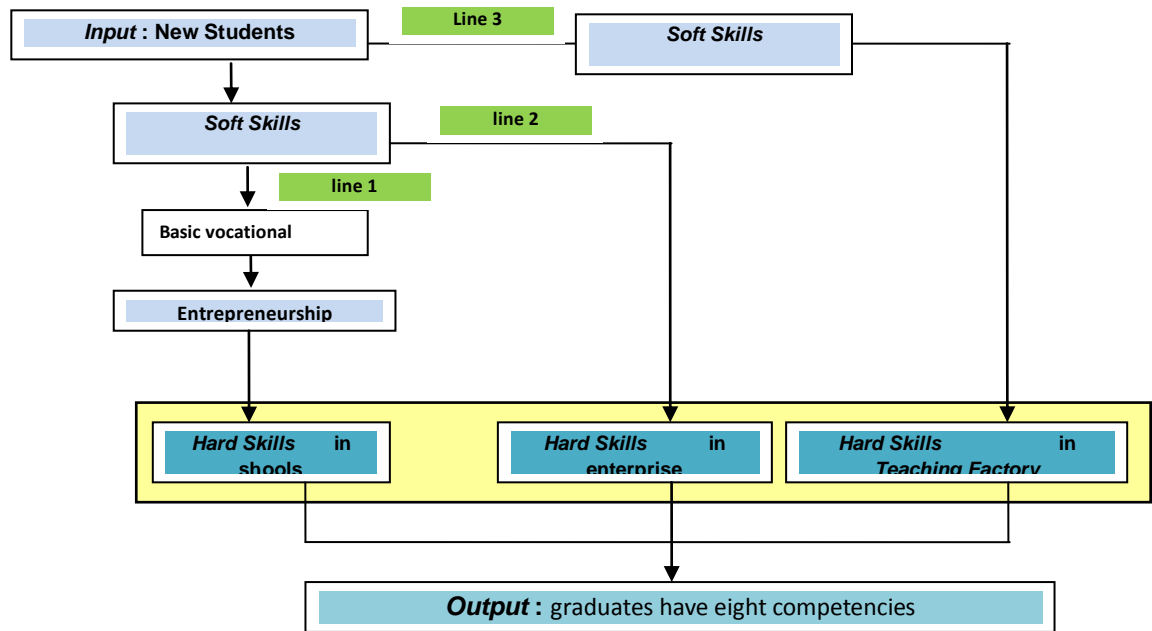 Line 3
Input : New Students
Soft Skills
line 2
Soft Skills
line 1
Basic vocational
Entrepreneurship
Hard Skills in
shools
Hard Skills in
enterprise
Hard Skills in
Teaching Factory
Output : graduates have eight competencies